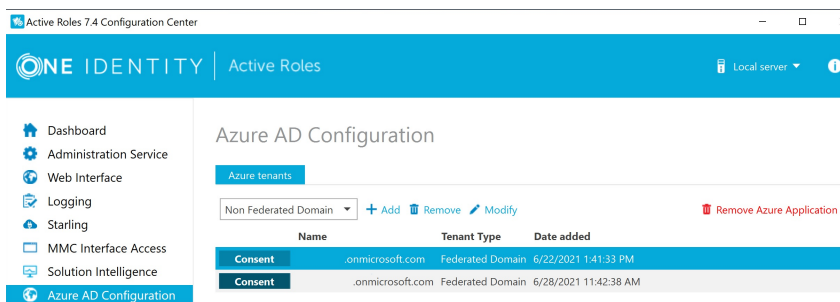 Active Roles 7.4 Configuration Center
ONE IDENTITY Active Roles
Local server
Dashboard
Administration Service
Web Interface
Logging
Starling
MMC Interface Access
Solution Intelligence
Azure AD Configuration
Azure AD Configuration
Azure tenants
Non Federated Domain + Add Remove Modify Remove Azure Application
Name Tenant Type Date added
Consent .onmicrosoft.com Federated Domain 6/22/2021 1:41:33 PM
Consent .onmicrosoft.com Federated Domain 6/28/2021 11:42:38 AM